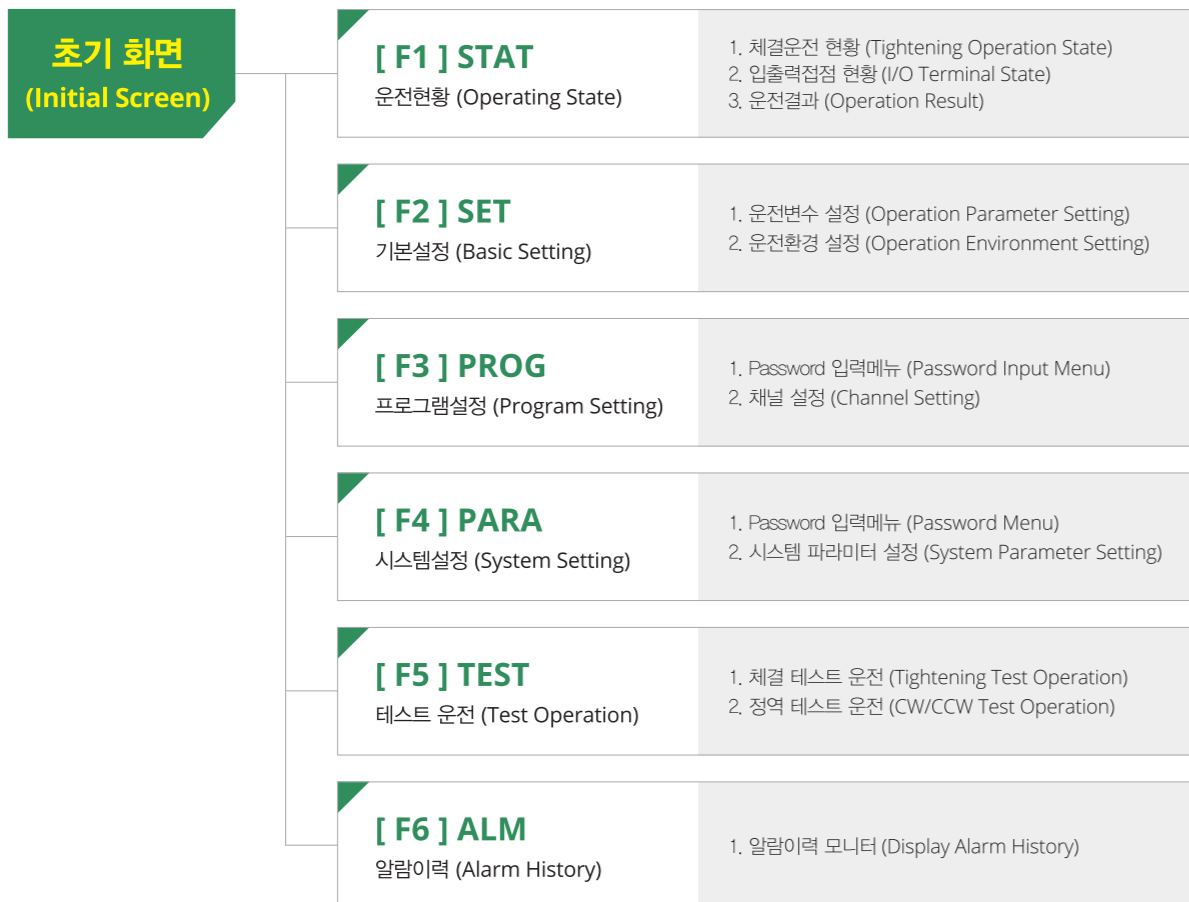 초기 화면
(Initial Screen)
[ F1 ] STAT
운전현황 (Operating State)
1. 체결운전 현황 (Tightening Operation State)
2. 입출력접점 현황 (I/O Terminal State)
3. 운전결과 (Operation Result)
[ F2 ] SET
기본설정 (Basic Setting)
1. 운전변수 설정 (Operation Parameter Setting)
2. 운전환경 설정 (Operation Environment Setting)
[ F3 ] PROG
프로그램설정 (Program Setting)
1. Password 입력메뉴 (Password Input Menu)
2. 채널 설정 (Channel Setting)
[ F4 ] PARA
시스템설정 (System Setting)
1. Password 입력메뉴 (Password Menu)
2. 시스템 파라미터 설정 (System Parameter Setting)
[ F5 ] TEST
테스트 운전 (Test Operation)
1. 체결 테스트 운전 (Tightening Test Operation)
2. 정역 테스트 운전 (CW/CCW Test Operation)
[ F6 ] ALM
알람이력 (Alarm History)
1. 알람이력 모니터 (Display Alarm History)